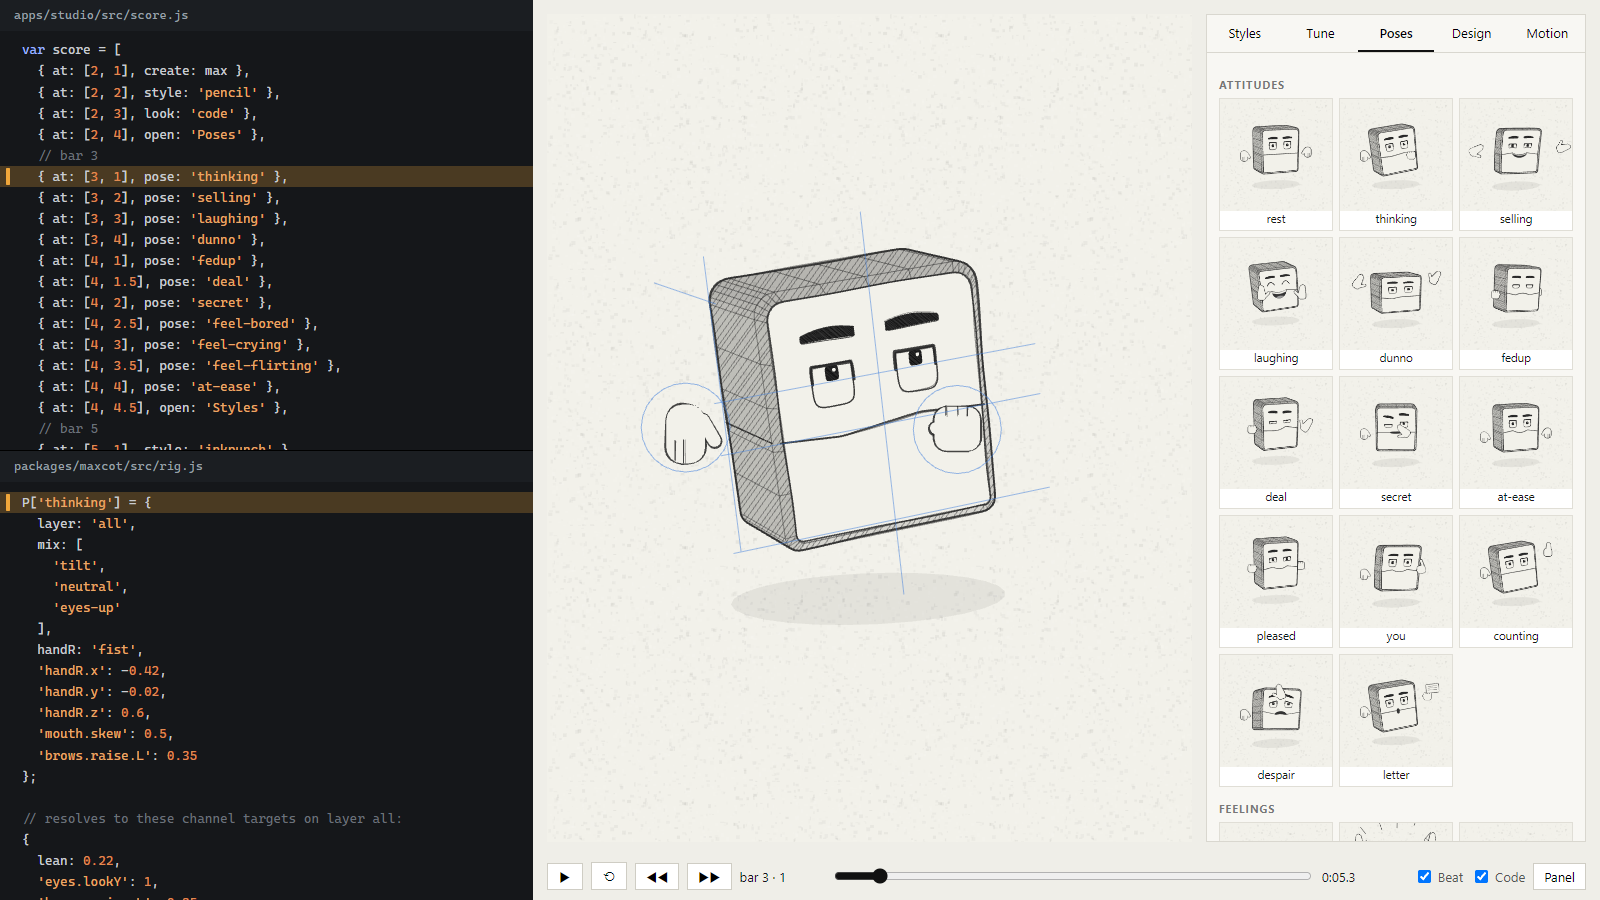 apps/studio/src/score.js
var score = [
{ at: [2, 1], create: max },
{ at: [2, 2], style: 'pencil' },
{ at: [2, 3], look: 'code' },
{ at: [2, 4], open: 'Poses' },
// bar 3
{ at: [3, 1], pose: 'thinking' },
{ at: [3, 2], pose: 'selling' },
{ at: [3, 3], pose: 'laughing' },
{ at: [3, 4], pose: 'dunno' },
{ at: [4, 1], pose: 'fedup' },
{ at: [4, 1.5], pose: 'deal' },
{ at: [4, 2], pose: 'secret' },
{ at: [4, 2.5], pose: 'feel-bored' },
{ at: [4, 3], pose: 'feel-crying' },
{ at: [4, 3.5], pose: 'feel-flirting' },
{ at: [4, 4], pose: 'at-ease' },
{ at: [4, 4.5], open: 'Styles' },
// bar 5
{ at: [5, 1], style: 'inkpunch' }
packages/maxcot/src/rig.js
P['thinking'] = {
layer: 'all',
mix: [
'tilt',
'neutral',
'eyes-up'
],
handR: 'fist',
'handR.x': −0.42,
'handR.y': −0.02,
'handR.z': 0.6,
'mouth.skew': 0.5,
'brows.raise.L': 0.35
};
// resolves to these channel targets on layer all:
{
lean: 0.22,
'eyes.lookY': 1,
Styles Tune Poses Design Motion
ATTITUDES
rest thinking selling
laughing dunno fedup
deal secret at-ease
pleased you counting
despair letter
FEELINGS
bar 3 · 1
0:05.3
Beat Code Panel